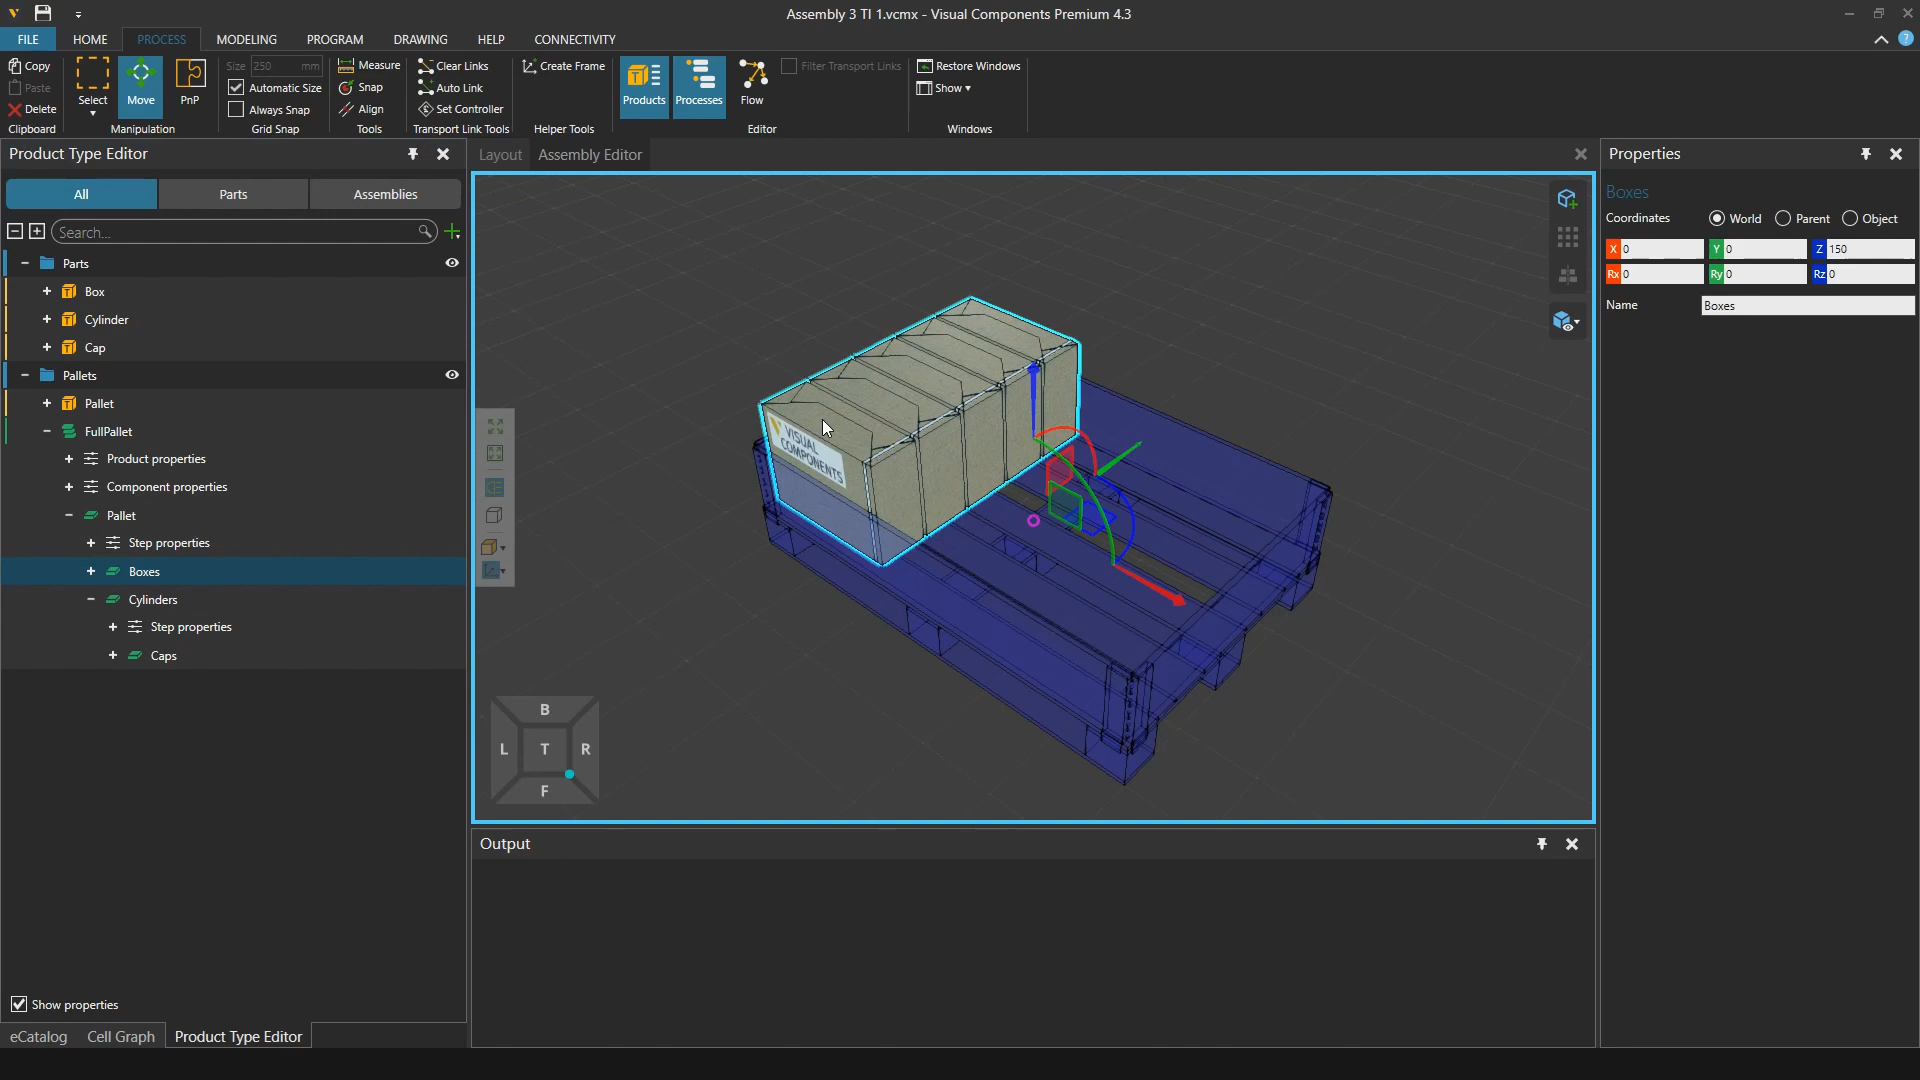 Assembly 3 TI 1.vcmx - Visual Components Premium 4.3
FILE HOME PROCESS MODELING PROGRAM DRAWING HELP CONNECTIVITY
Copy
Paste
Delete
Clipboard
Select
Move
PnP
Manipulation
Size 250 mm
Automatic Size
Always Snap
Grid Snap
Measure
Snap
Align
Tools
Clear Links
Auto Link
Set Controller
Transport Link Tools
Create Frame
Helper Tools
Products
Processes
Flow
Filter Transport Links
Editor
Restore Windows
Show
Windows
Product Type Editor
All Parts Assemblies
Search...
Parts
Box
Cylinder
Cap
Pallets
Pallet
FullPallet
Product properties
Component properties
Pallet
Step properties
Boxes
Cylinders
Step properties
Caps
Show properties
eCatalog Cell Graph Product Type Editor
Layout Assembly Editor
VISUAL
COMPONENTS
B
L T R
F
Output
Properties
Boxes
Coordinates World Parent Object
X 0 Y 0 Z 150
Rx 0 Ry 0 Rz 0
Name Boxes